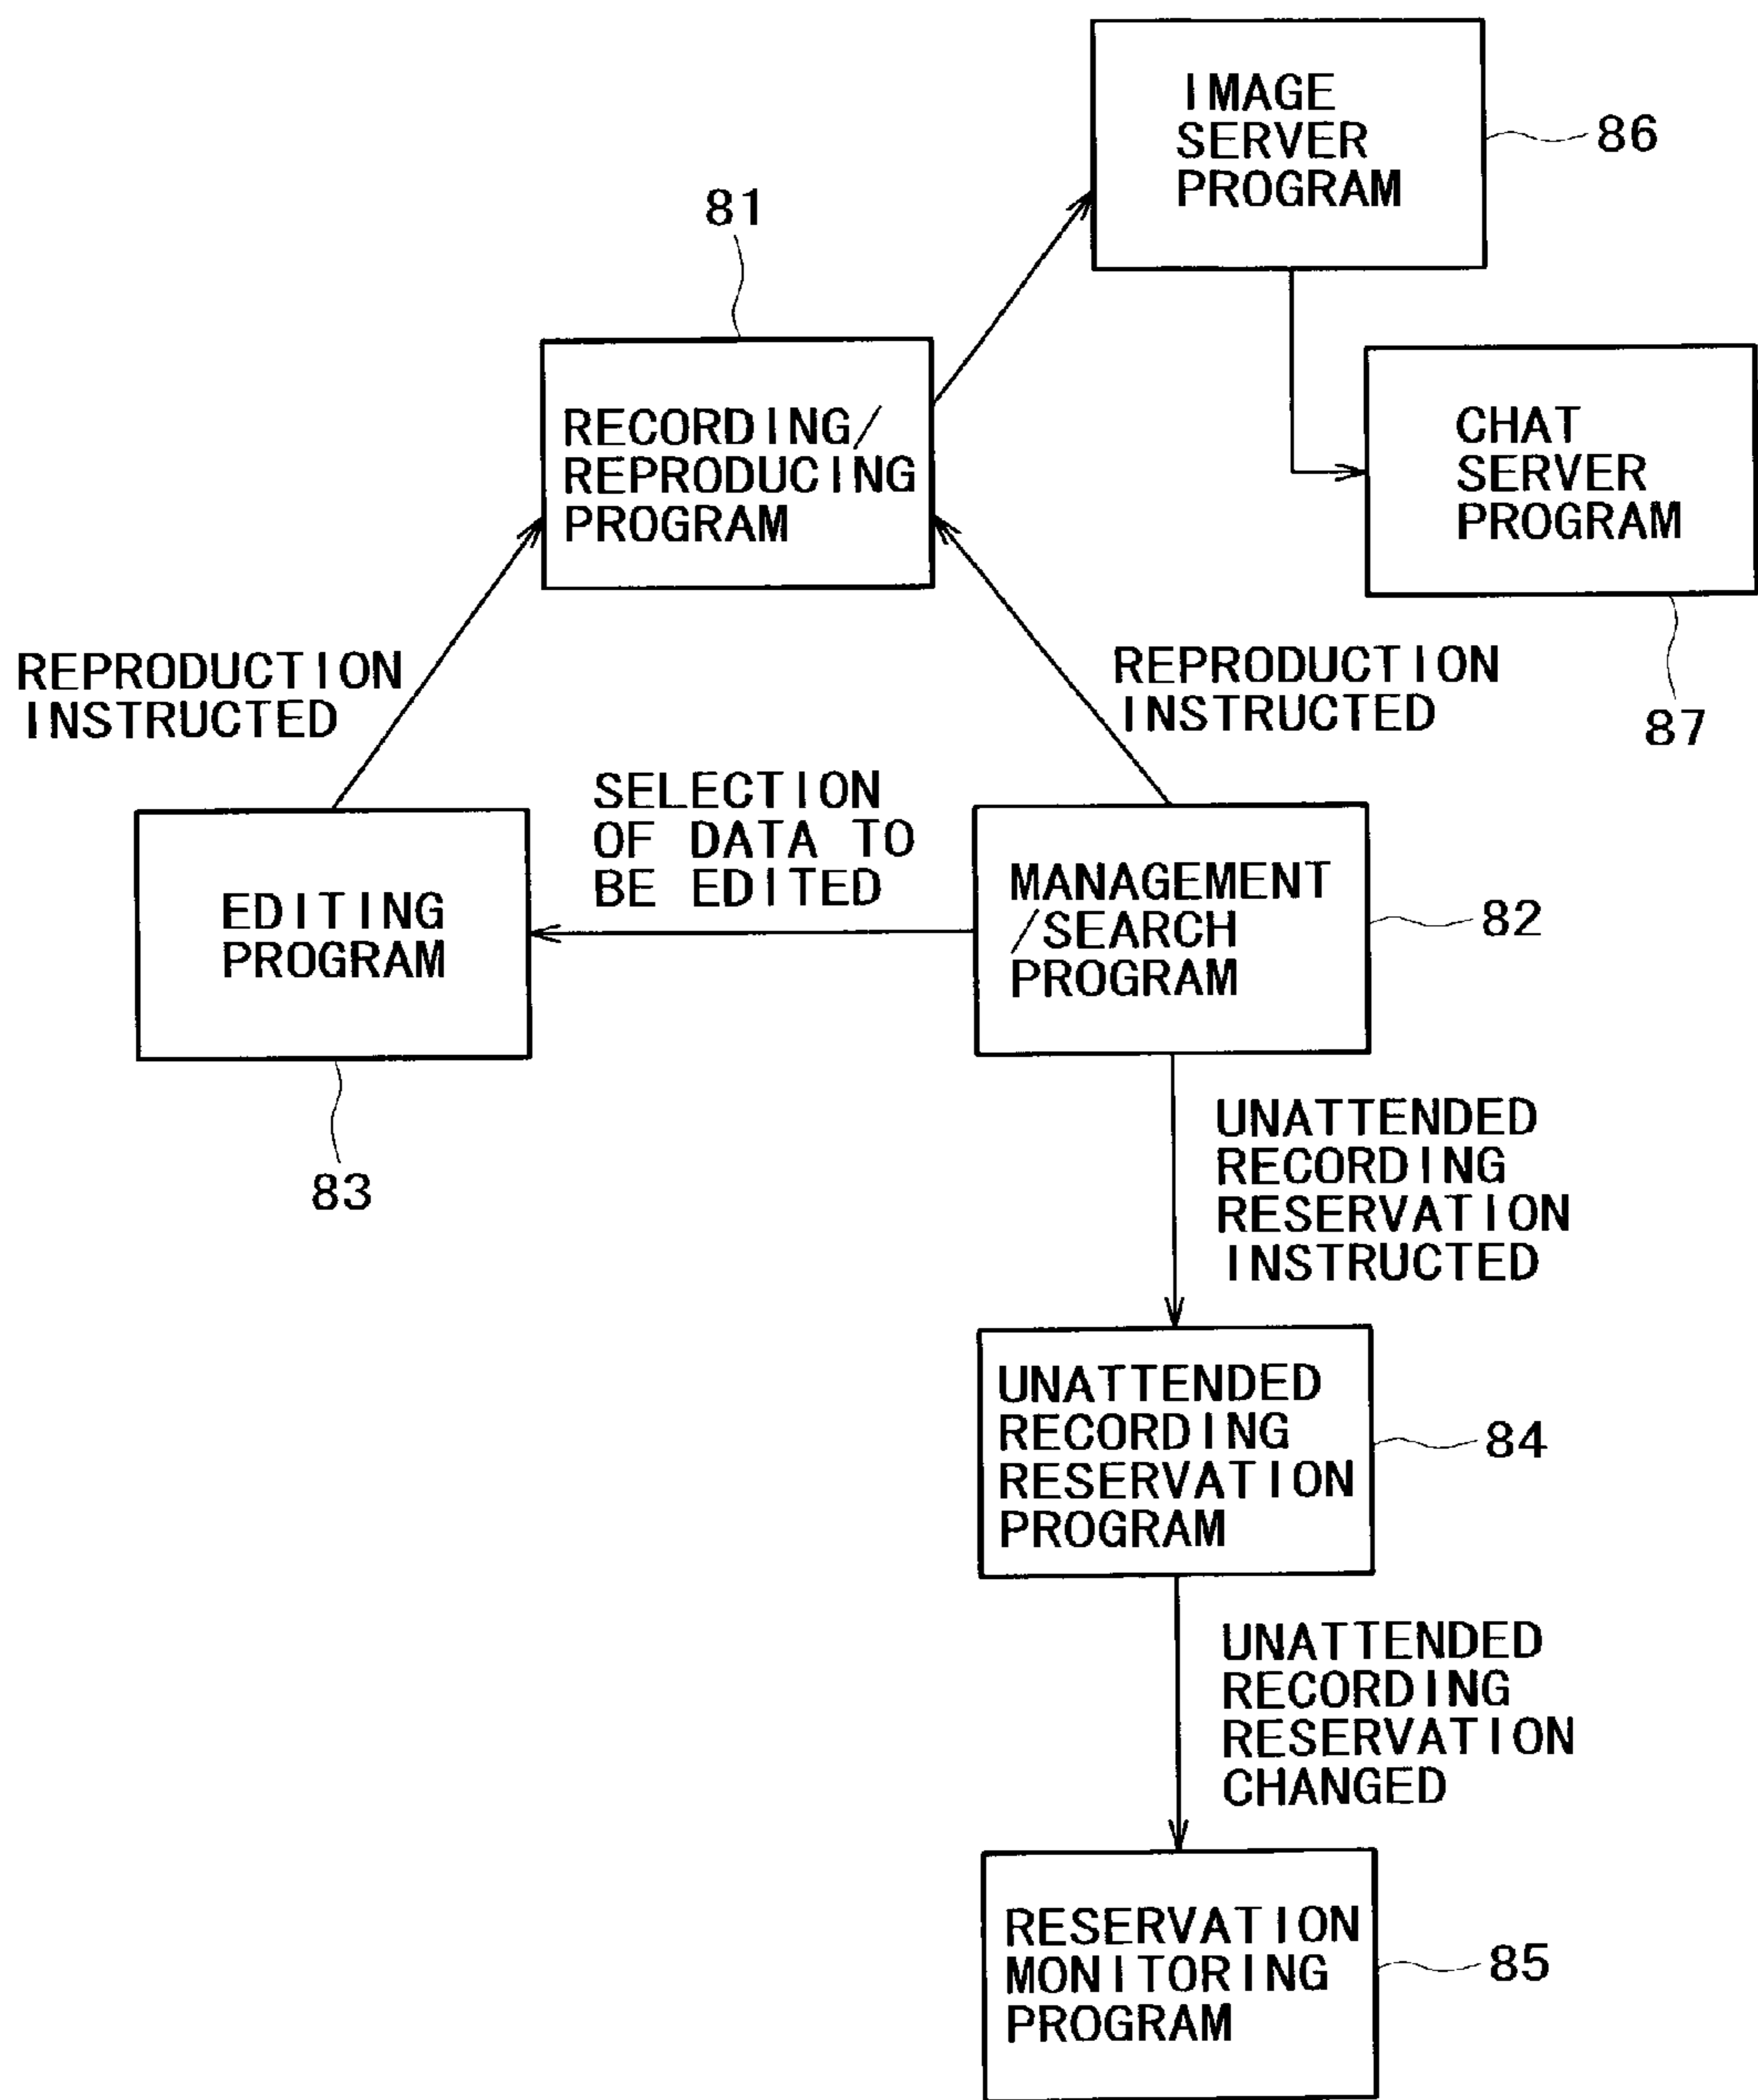 IMAGE
SERVER
PROGRAM
86
81
RECORDING/
REPRODUCING
PROGRAM
CHAT
SERVER
PROGRAM
87
REPRODUCTION
INSTRUCTED
REPRODUCTION
INSTRUCTED
SELECTION
OF DATA TO
BE EDITED
EDITING
PROGRAM
83
MANAGEMENT
/SEARCH
PROGRAM
82
UNATTENDED
RECORDING
RESERVATION
INSTRUCTED
UNATTENDED
RECORDING
RESERVATION
PROGRAM
84
UNATTENDED
RECORDING
RESERVATION
CHANGED
RESERVATION
MONITORING
PROGRAM
85